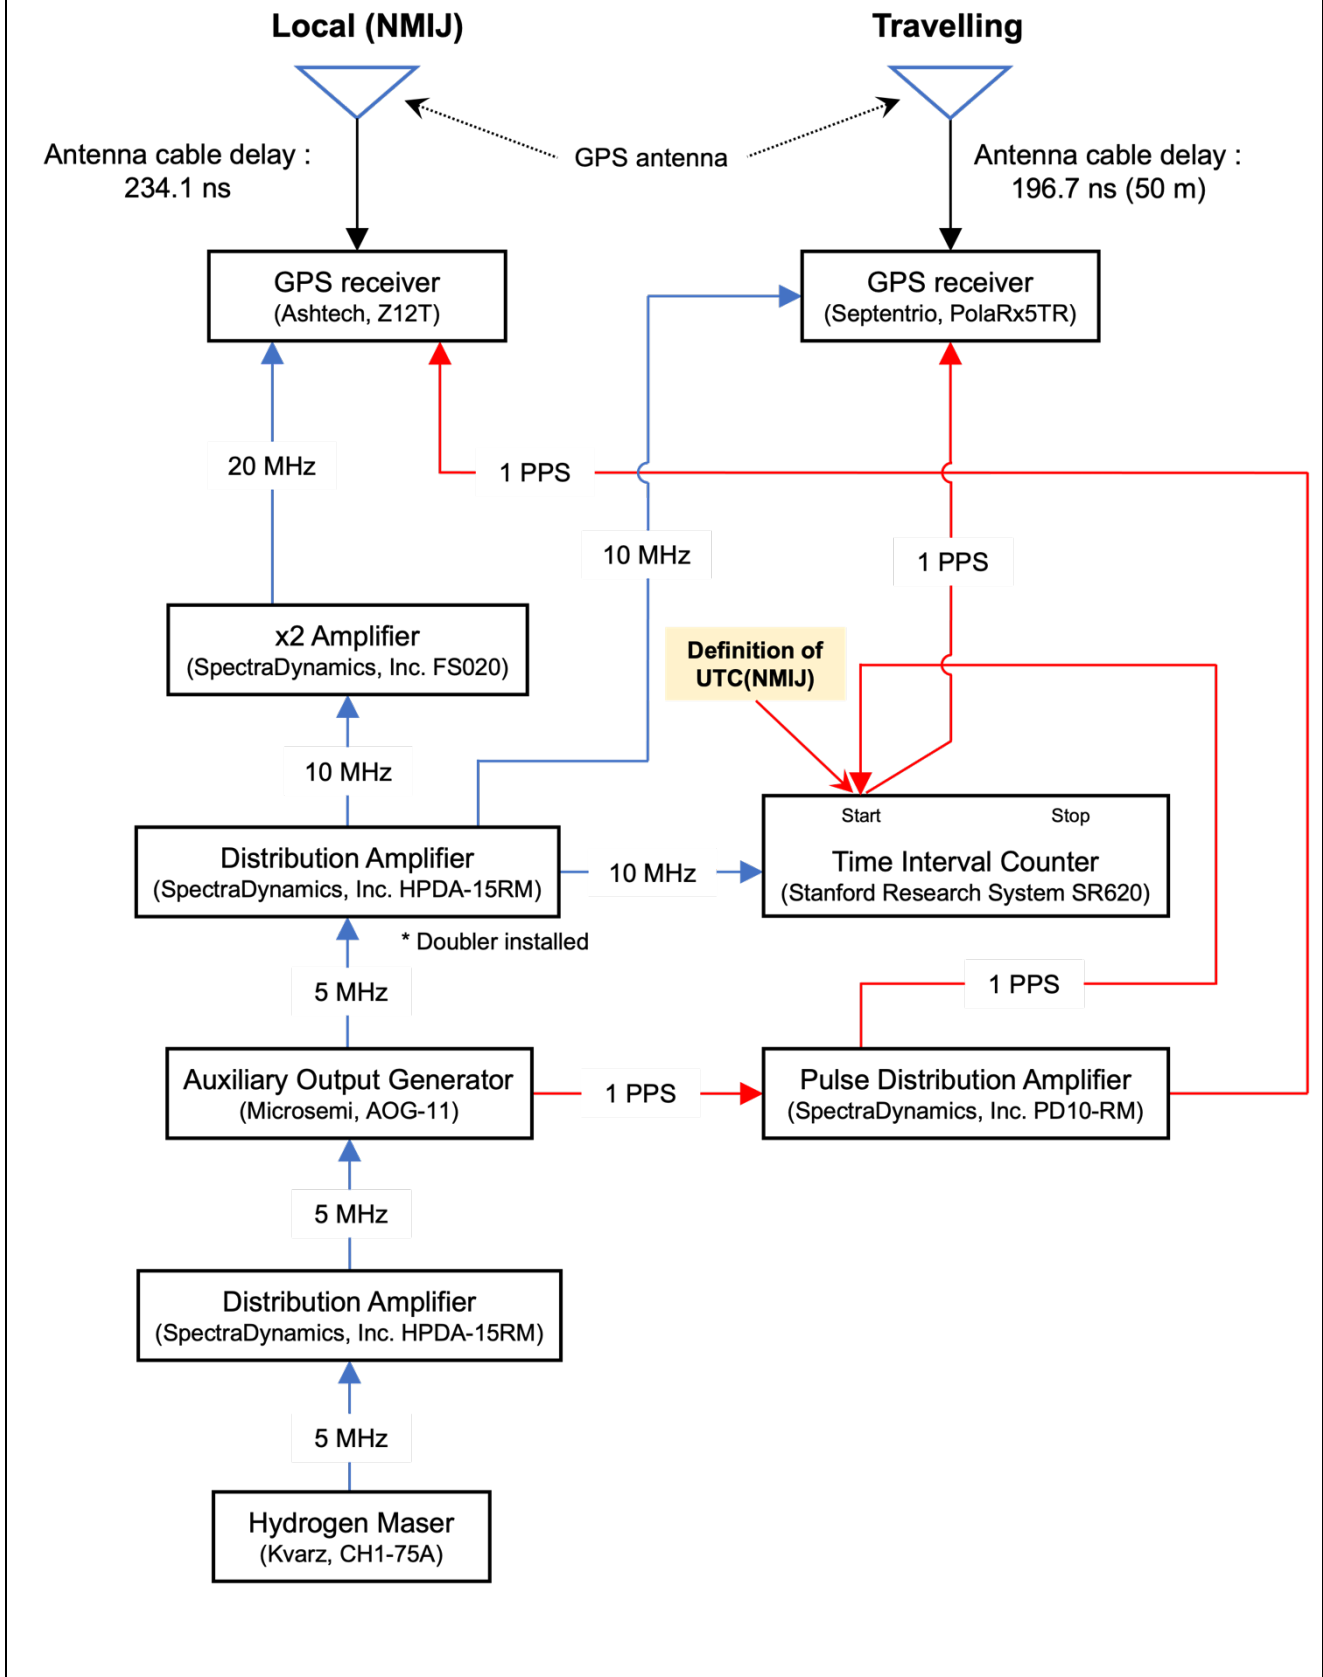 Local (NMIJ)
Travelling
Antenna cable delay :
234.1 ns
GPS antenna
Antenna cable delay :
196.7 ns (50 m)
GPS receiver
(Ashtech, Z12T)
GPS receiver
(Septentrio, PolaRx5TR)
20 MHz
1 PPS
10 MHz
1 PPS
x2 Amplifier
(SpectraDynamics, Inc. FS020)
Definition of
UTC(NMIJ)
10 MHz
Start
Stop
Distribution Amplifier
(SpectraDynamics, Inc. HPDA-15RM)
10 MHz
Time Interval Counter
(Stanford Research System SR620)
* Doubler installed
5 MHz
1 PPS
Auxiliary Output Generator
(Microsemi, AOG-11)
1 PPS
Pulse Distribution Amplifier
(SpectraDynamics, Inc. PD10-RM)
5 MHz
Distribution Amplifier
(SpectraDynamics, Inc. HPDA-15RM)
5 MHz
Hydrogen Maser
(Kvarz, CH1-75A)